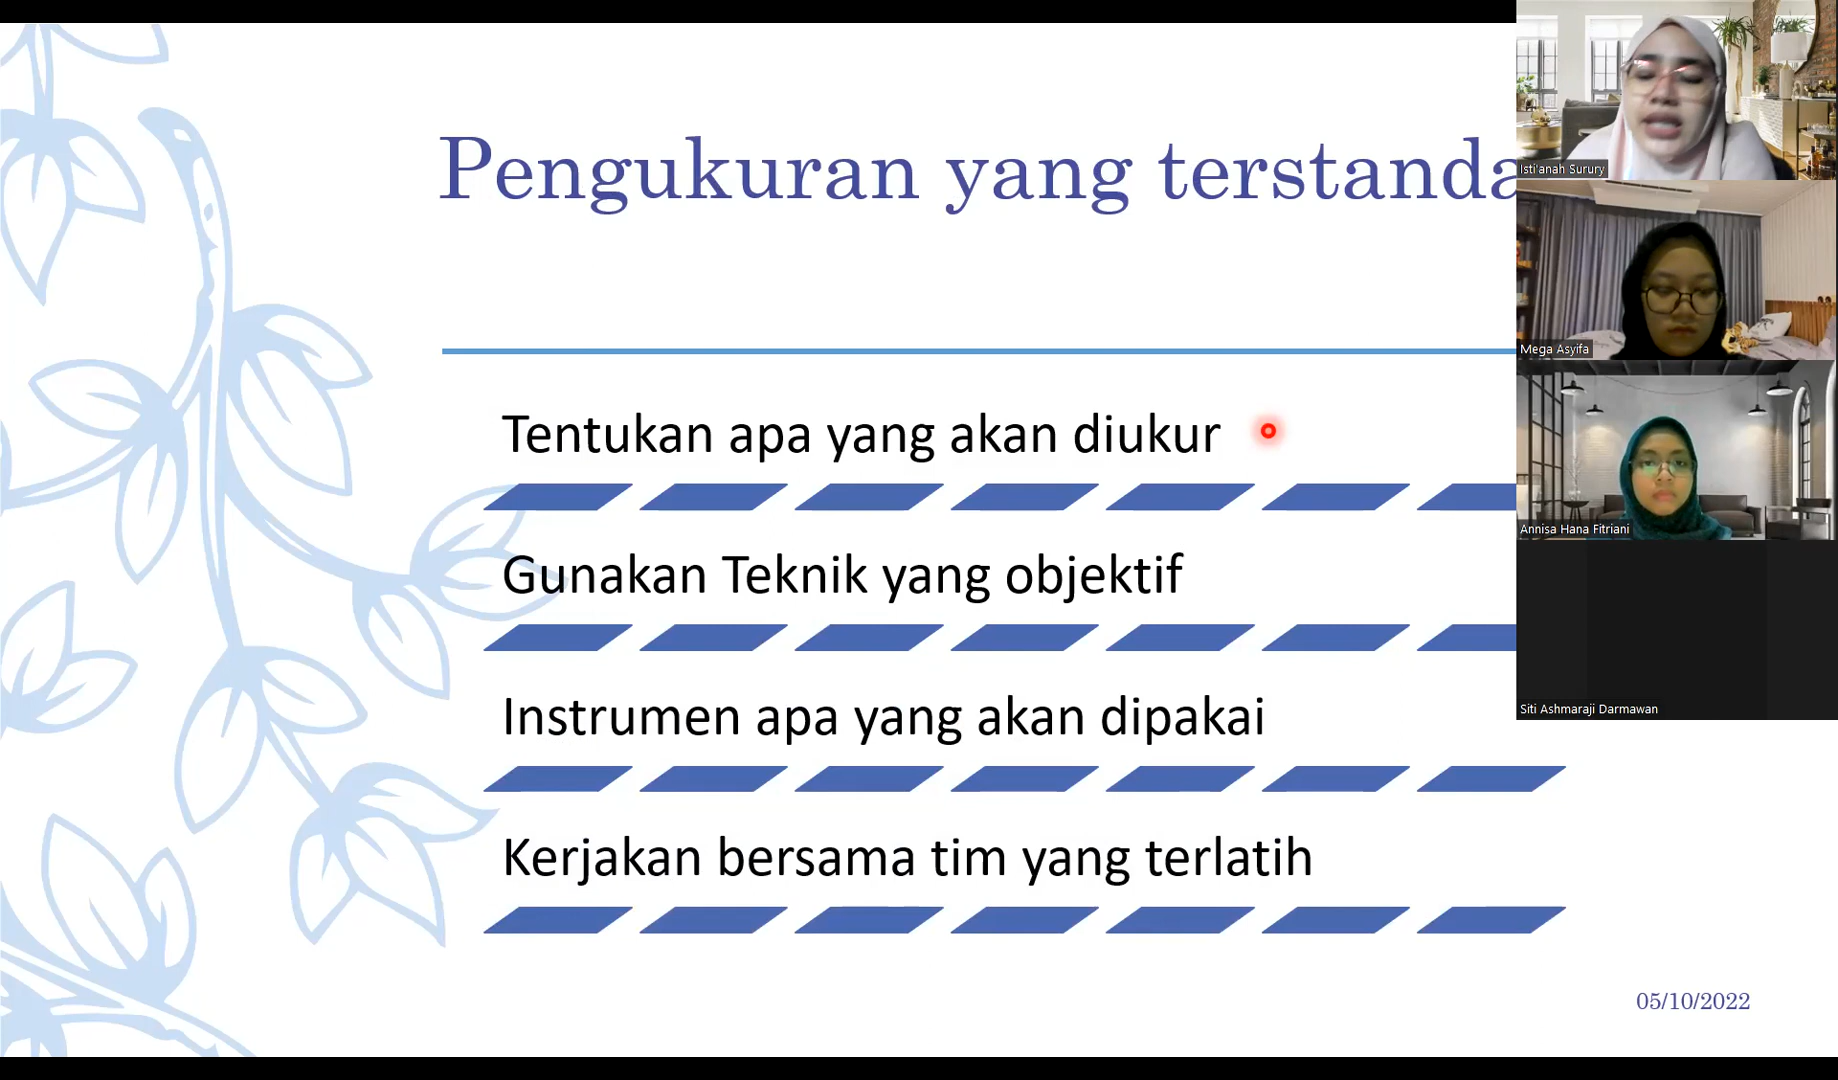 Pengukuran yang terstanda
Tentukan apa yang akan diukur
Gunakan Teknik yang objektif
Instrumen apa yang akan dipakai
Kerjakan bersama tim yang terlatih
05/10/2022
Isti'anah Surury
Mega Asyifa
Annisa Hana Fitriani
Siti Ashmaraji Darmawan